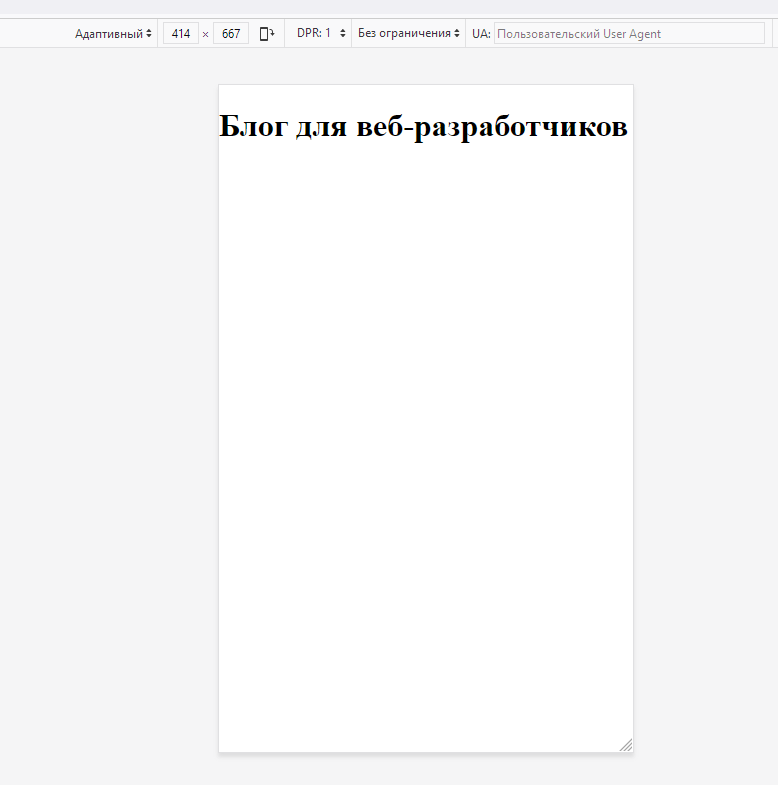 Адаптивный 414 × 667 DPR: 1 Без ограничения UA: Пользовательский User Agent
Блог для веб-разработчиков